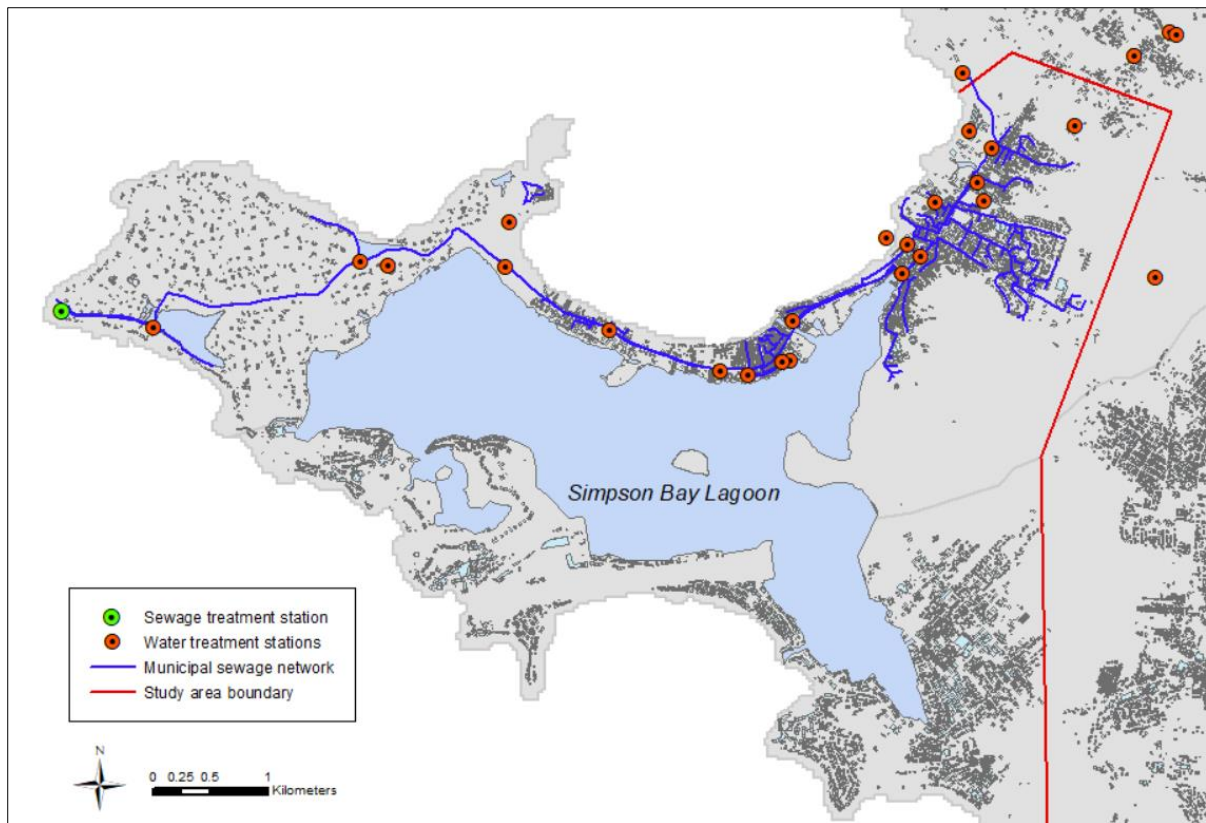 Simpson Bay Lagoon
Sewage treatment station
Water treatment stations
Municipal sewage network
Study area boundary
N
0 0.25 0.5 1
Kilometers